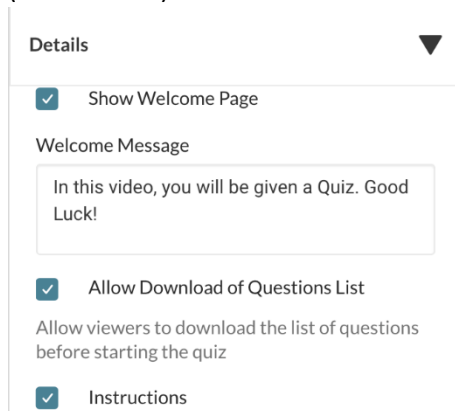 Details
Show Welcome Page
Welcome Message
In this video, you will be given a Quiz. Good
Luck!
Allow Download of Questions List
Allow viewers to download the list of questions
before starting the quiz
Instructions